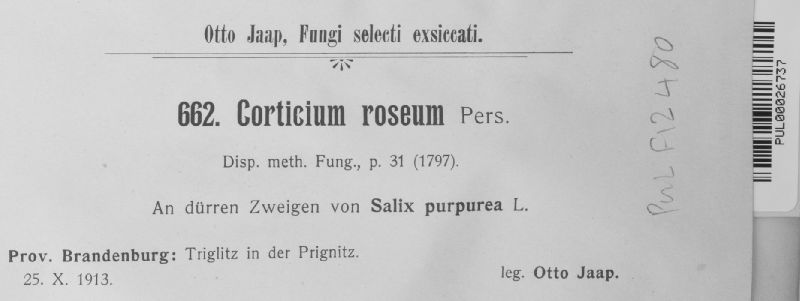 Otto Jaap, Fungi selecti exsiccati.
662. Corticium roseum Pers.
Disp. meth. Fung., p. 31 (1797).
An dürren Zweigen von Salix purpurea L.
Prov. Brandenburg: Triglitz in der Prignitz.
25. X. 1913.
leg. Otto Jaap.
PUL F12480
PUL00026737